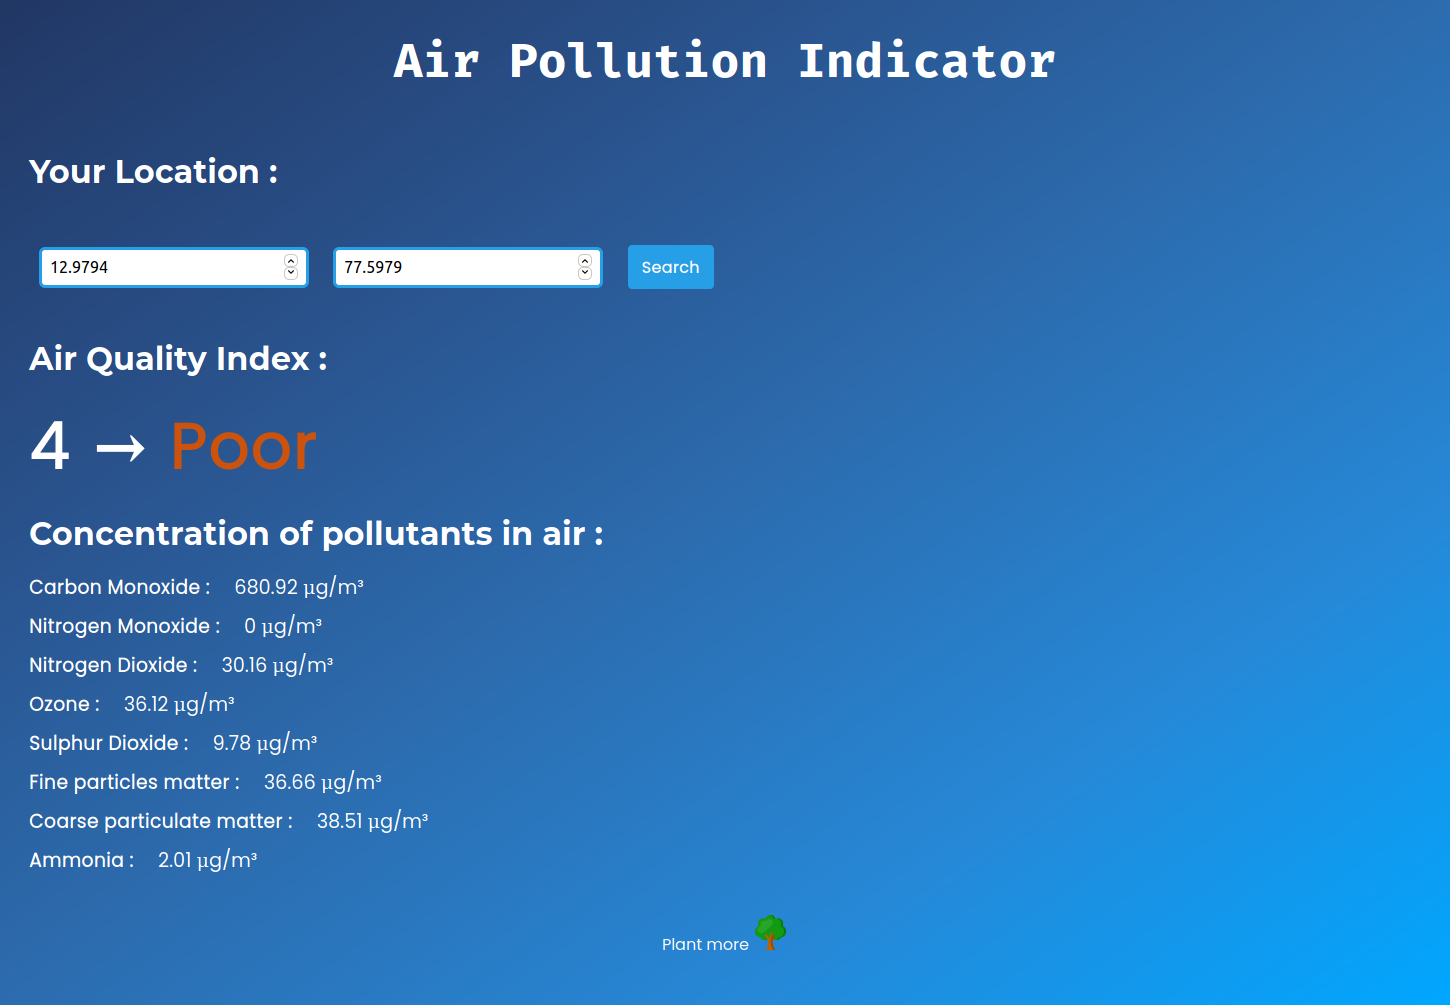 Air Pollution Indicator
Your Location :
12.9794 77.5979 Search
Air Quality Index :
4 → Poor
Concentration of pollutants in air :
Carbon Monoxide : 680.92 μg/m³
Nitrogen Monoxide : 0 μg/m³
Nitrogen Dioxide : 30.16 μg/m³
Ozone : 36.12 μg/m³
Sulphur Dioxide : 9.78 μg/m³
Fine particles matter : 36.66 μg/m³
Coarse particulate matter : 38.51 μg/m³
Ammonia : 2.01 μg/m³
Plant more 🌳